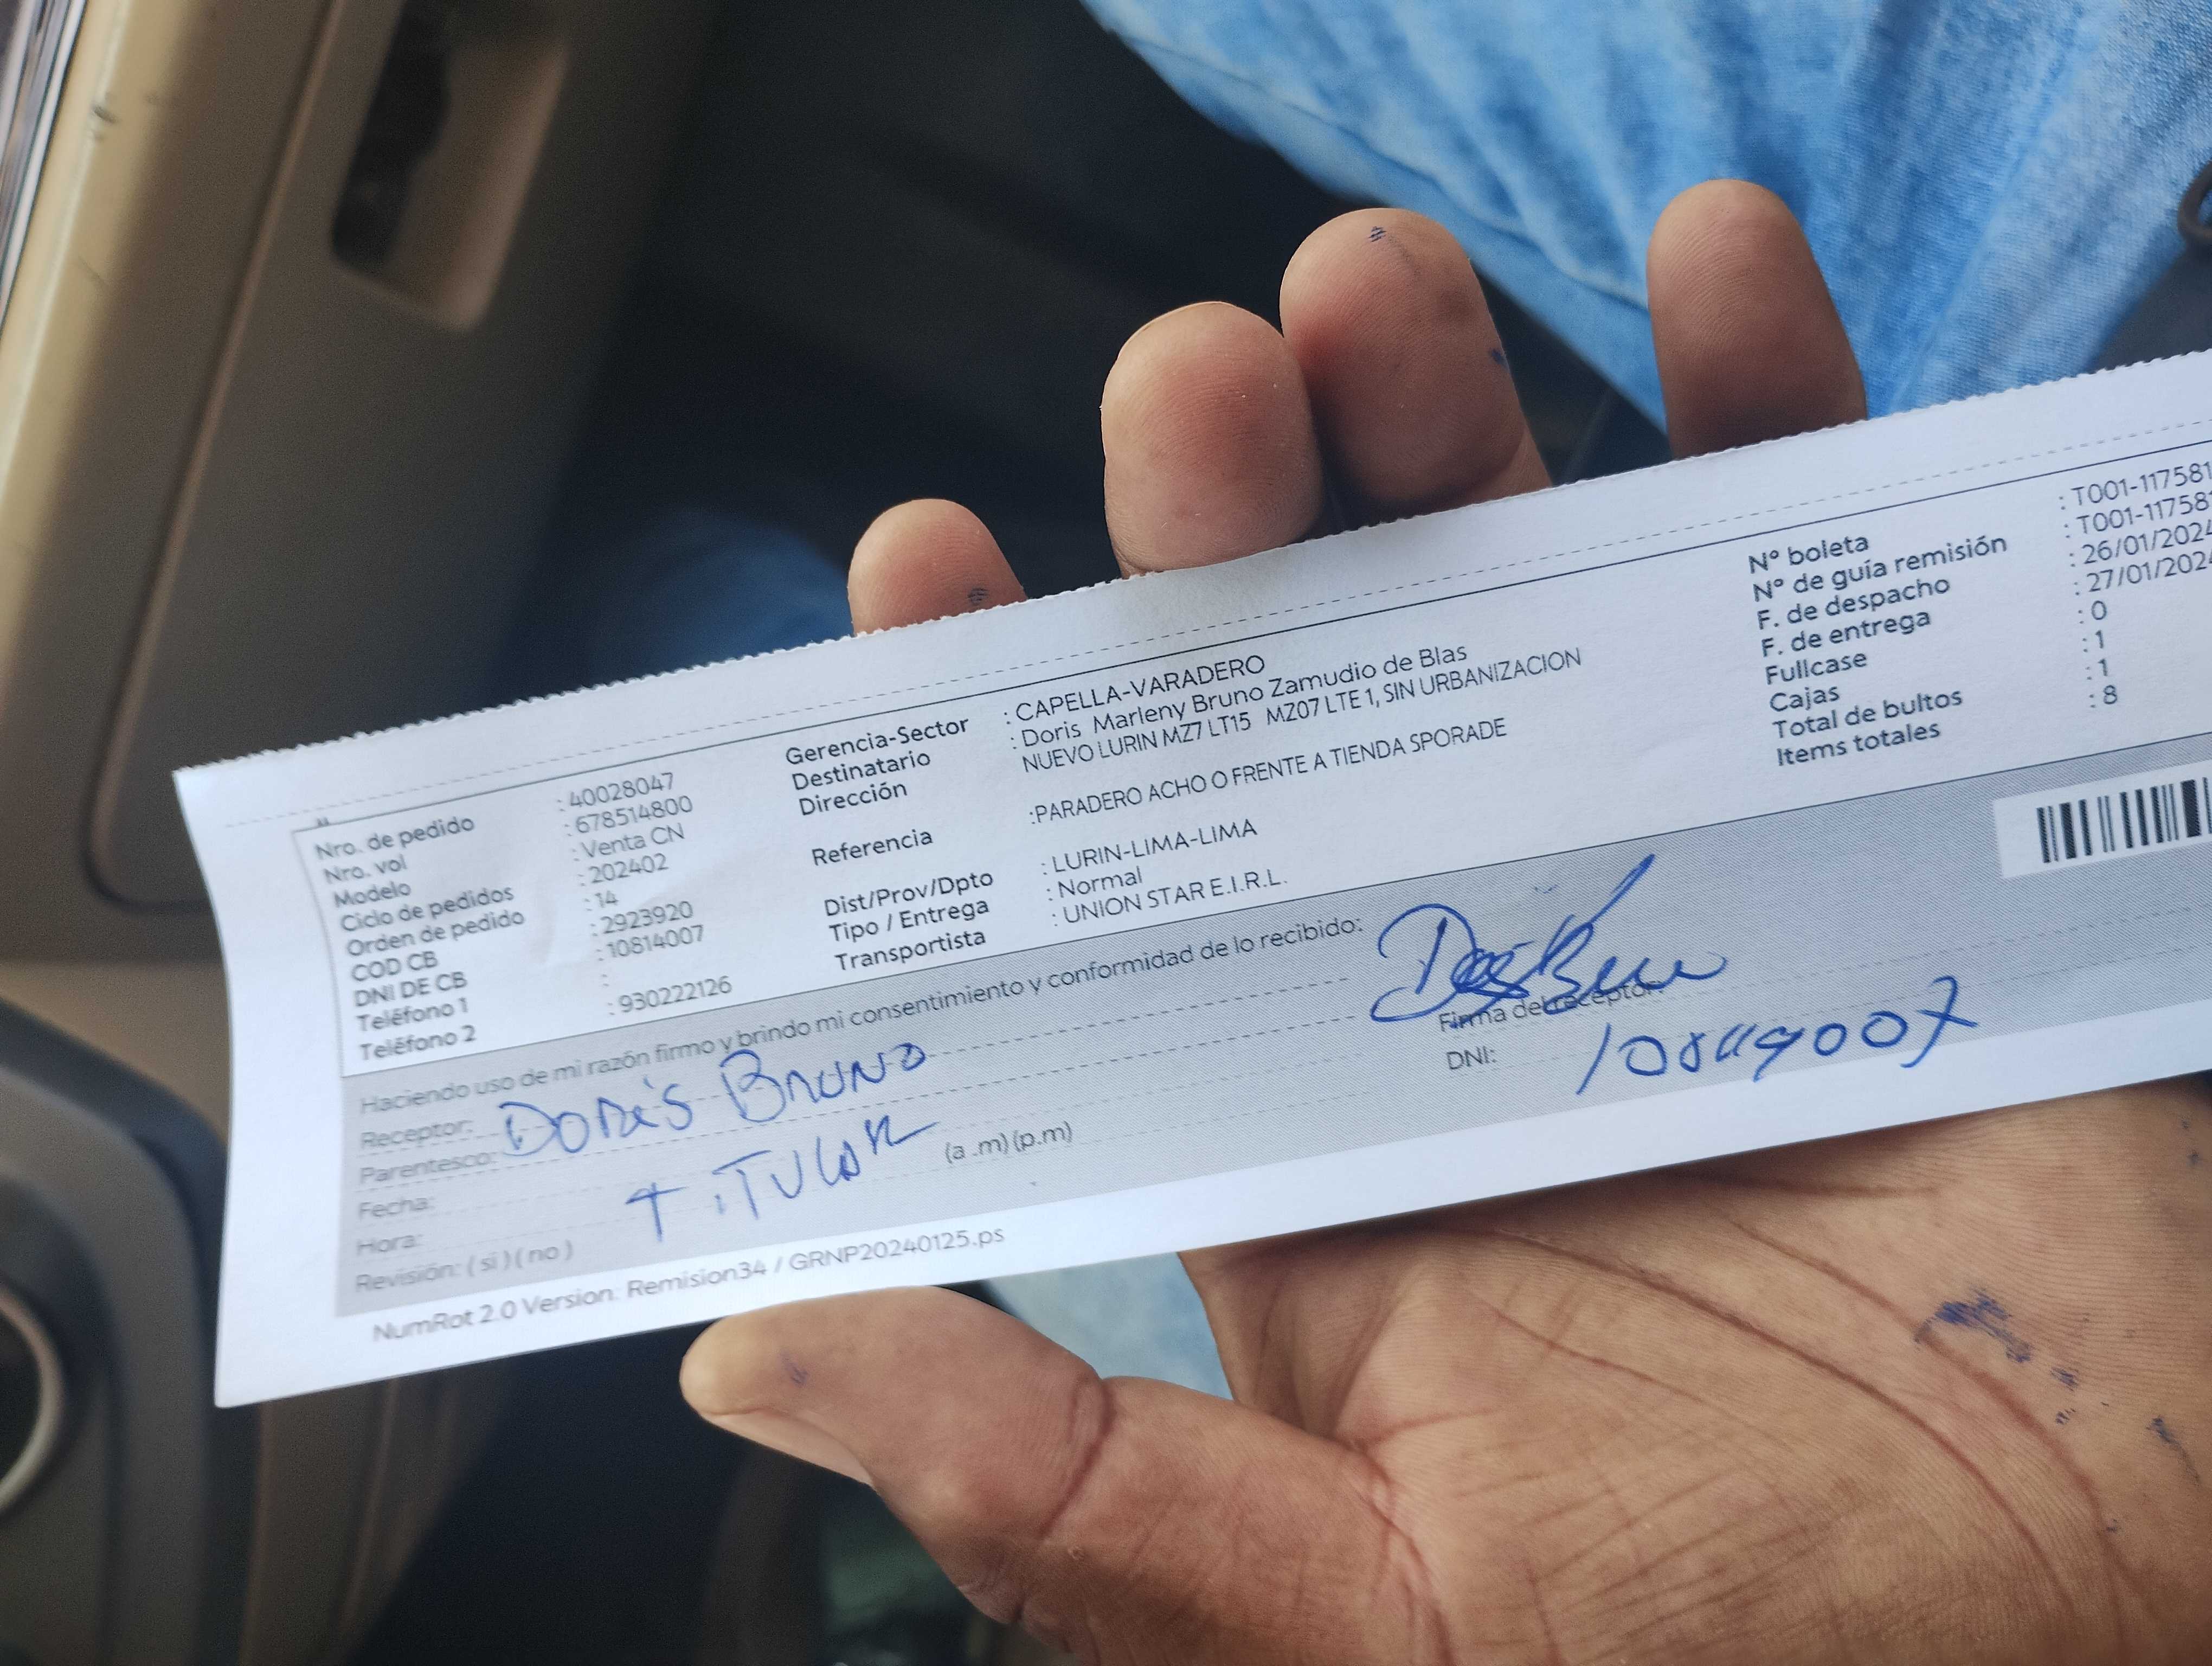 Nro. de pedido : 40028047
Nro. vol : 678514800
Modelo : Venta CN
Ciclo de pedidos : 202402
Orden de pedido : 14
COD CB : 2923920
DNI DE CB : 10814007
Teléfono 1 :
Teléfono 2 : 930222126
Gerencia-Sector : CAPELLA-VARADERO
Destinatario : Doris Marleny Bruno Zamudio de Blas
Dirección NUEVO LURIN MZ7 LT15 MZ07 LTE 1, SIN URBANIZACION
Referencia :PARADERO ACHO O FRENTE A TIENDA SPORADE
Dist/Prov/Dpto : LURIN-LIMA-LIMA
Tipo / Entrega : Normal
Transportista : UNION STAR E.I.R.L.
N° boleta : T001-117581
N° de guía remisión : T001-11758
F. de despacho : 26/01/2024
F. de entrega : 27/01/202
Fullcase : 0
Cajas : 1
Total de bultos : 1
Items totales : 8
Haciendo uso de mi razón firmo y brindo mi consentimiento y conformidad de lo recibido:
Receptor: Doris Bruno
Parentesco:
Fecha: TiTULAR
Hora: (a .m) (p.m)
Revisión: ( si ) ( no )
Firma del receptor:
DNI:
NumRot 2.0 Version: Remision34 / GRNP20240125.ps